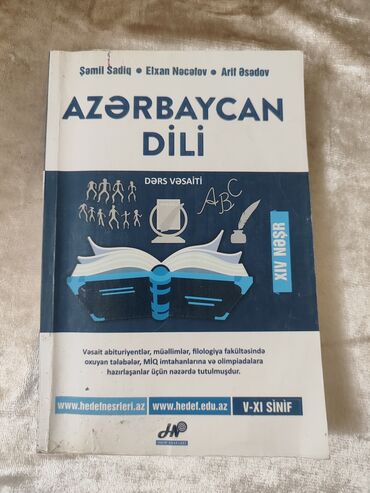 Şəmil Sadiq • Elxan Nəcəfov • Arif Əsədov
AZƏRBAYCAN
DİLİ
DƏRS VƏSAİTİ
ABC
XIV NƏŞR
Vəsait abituriyentlər, müəllimlər, filologiya fakültəsində
oxuyan tələbələr, MİQ imtahanlarına və olimpiadalara
hazırlaşanlar üçün nəzərdə tutulmuşdur.
www.hedefnesrleri.az
www.hedef.edu.az
V-XI SİNİF
HN